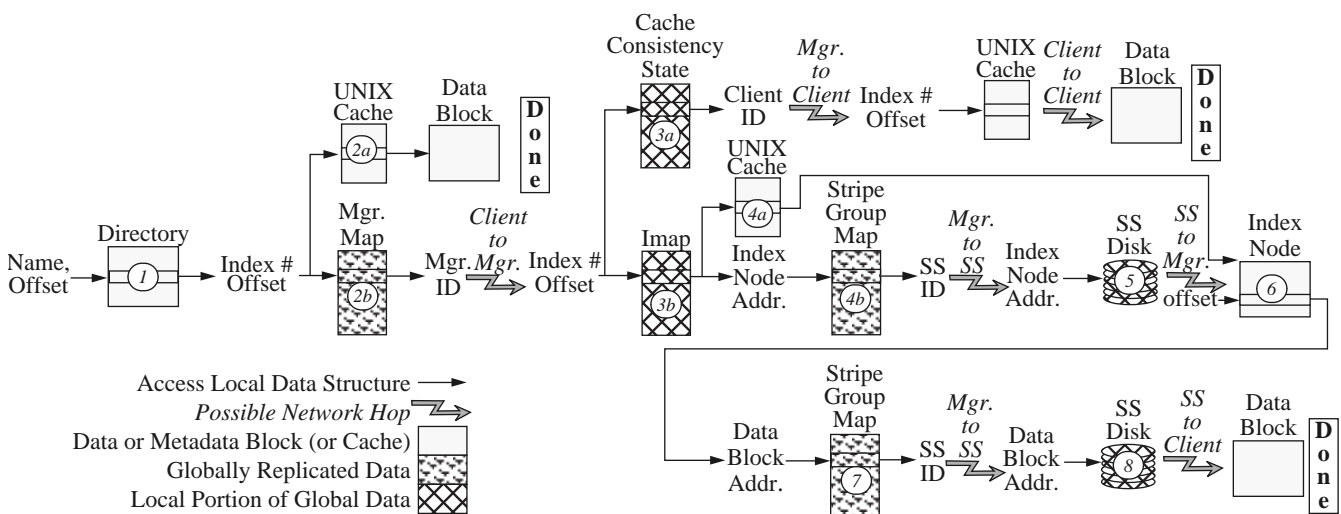 Cache
Consistency
State
3a
Client
ID
Mgr.
to
Client
Index #
Offset
UNIX
Cache
Client
to
Client
Data
Block
Done
UNIX
Cache
2a
Data
Block
Done
Name,
Offset
Directory
1
Index #
Offset
Mgr.
Map
2b
Mgr.
ID
Client
to
Mgr.
Index #
Offset
Imap
3b
UNIX
Cache
4a
Index
Node
Addr.
Stripe
Group
Map
4b
SS
ID
Mgr.
to
SS
Index
Node
Addr.
SS
Disk
5
SS
to
Mgr.
offset
Index
Node
6
Access Local Data Structure
Possible Network Hop
Data or Metadata Block (or Cache)
Globally Replicated Data
Local Portion of Global Data
Data
Block
Addr.
Stripe
Group
Map
7
SS
ID
Mgr.
to
SS
Data
Block
Addr.
SS
Disk
8
SS
to
Client
Data
Block
Done